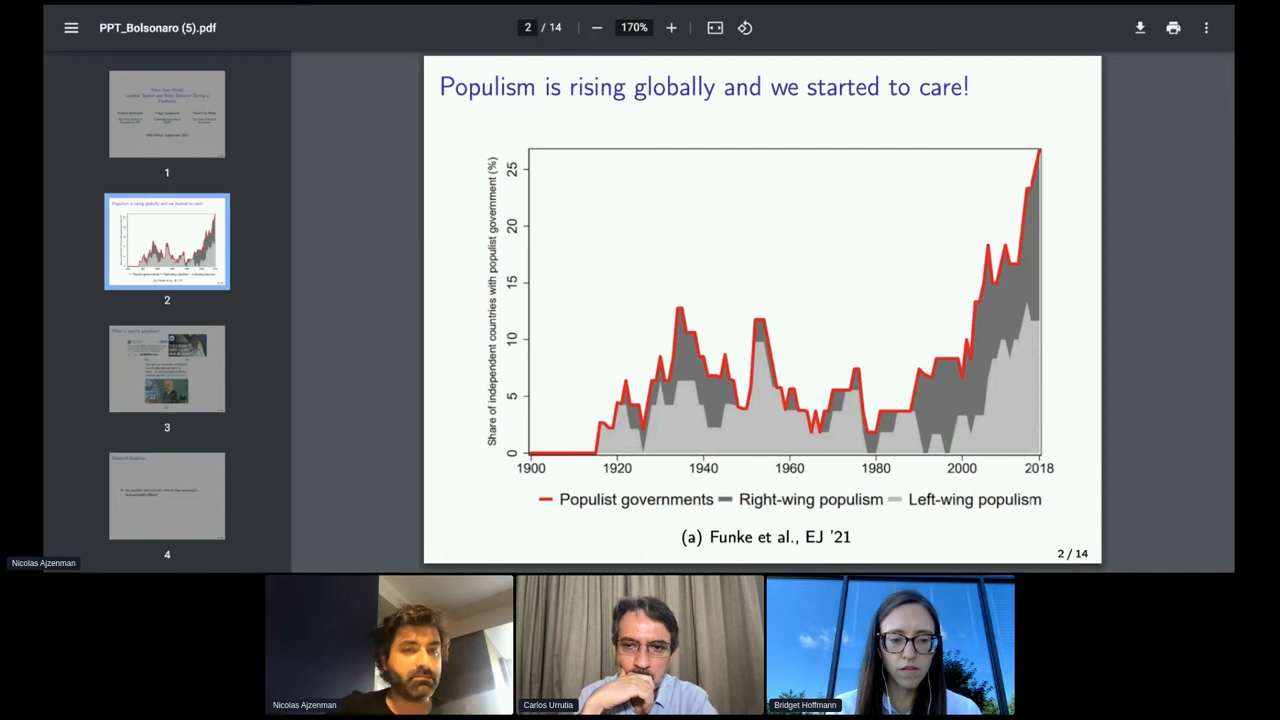 PPT_Bolsonaro (5).pdf
2 / 14
170%
1
2
3
4
Populism is rising globally and we started to care!
Share of independent countries with populist government (%)
25
20
15
10
5
0
1900 1920 1940 1960 1980 2000 2018
Populist governments Right-wing populism Left-wing populism
(a) Funke et al., EJ '21
2 / 14
Nicolas Ajzenman
Nicolas Ajzenman
Carlos Urrutia
Bridget Hoffmann